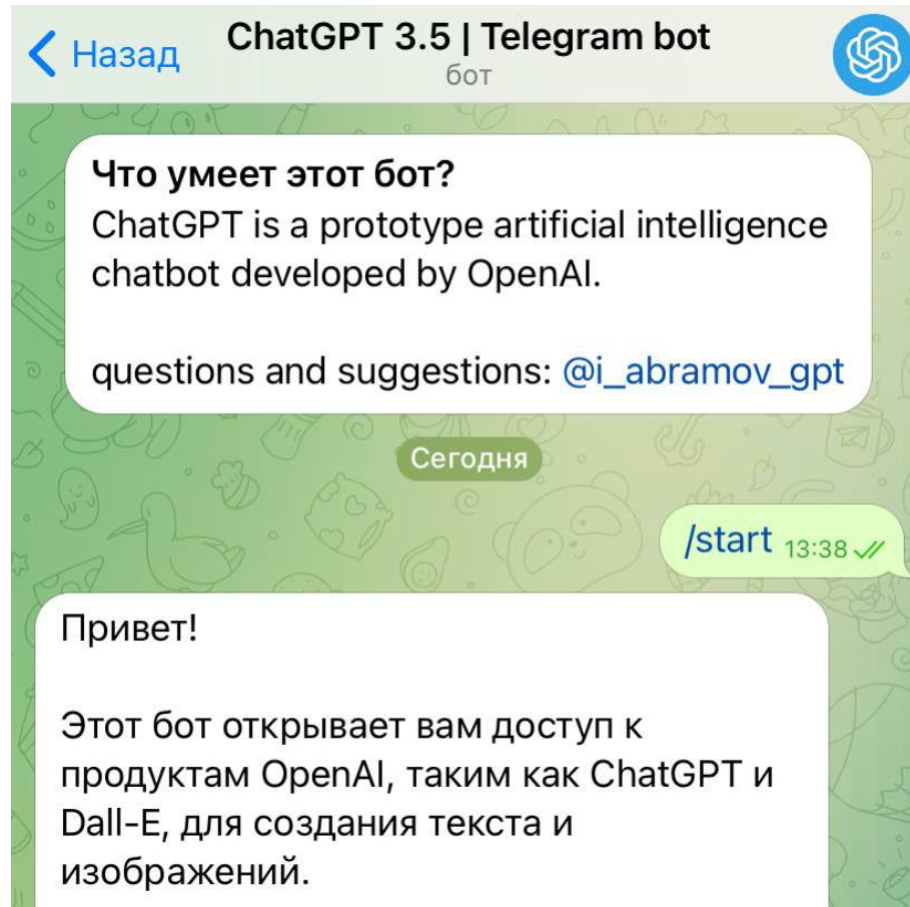 Назад
ChatGPT 3.5 | Telegram bot
бот
Что умеет этот бот?
ChatGPT is a prototype artificial intelligence
chatbot developed by OpenAI.
questions and suggestions: @i_abramov_gpt
Сегодня
/start 13:38
Привет!
Этот бот открывает вам доступ к
продуктам OpenAI, таким как ChatGPT и
Dall-E, для создания текста и
изображений.